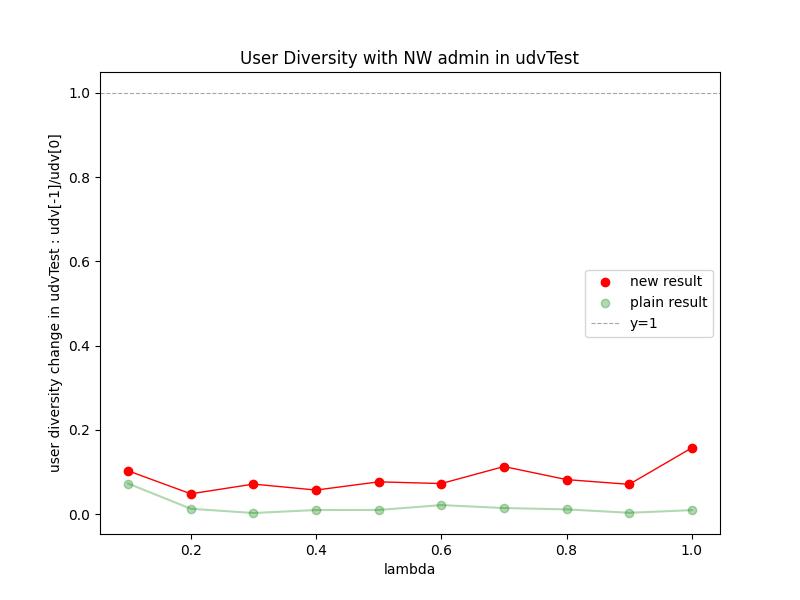 User Diversity with NW admin in udvTest
user diversity change in udvTest : udv[-1]/udv[0]
1.0
0.8
0.6
0.4
0.2
0.0
new result
plain result
y=1
0.2 0.4 0.6 0.8 1.0
lambda